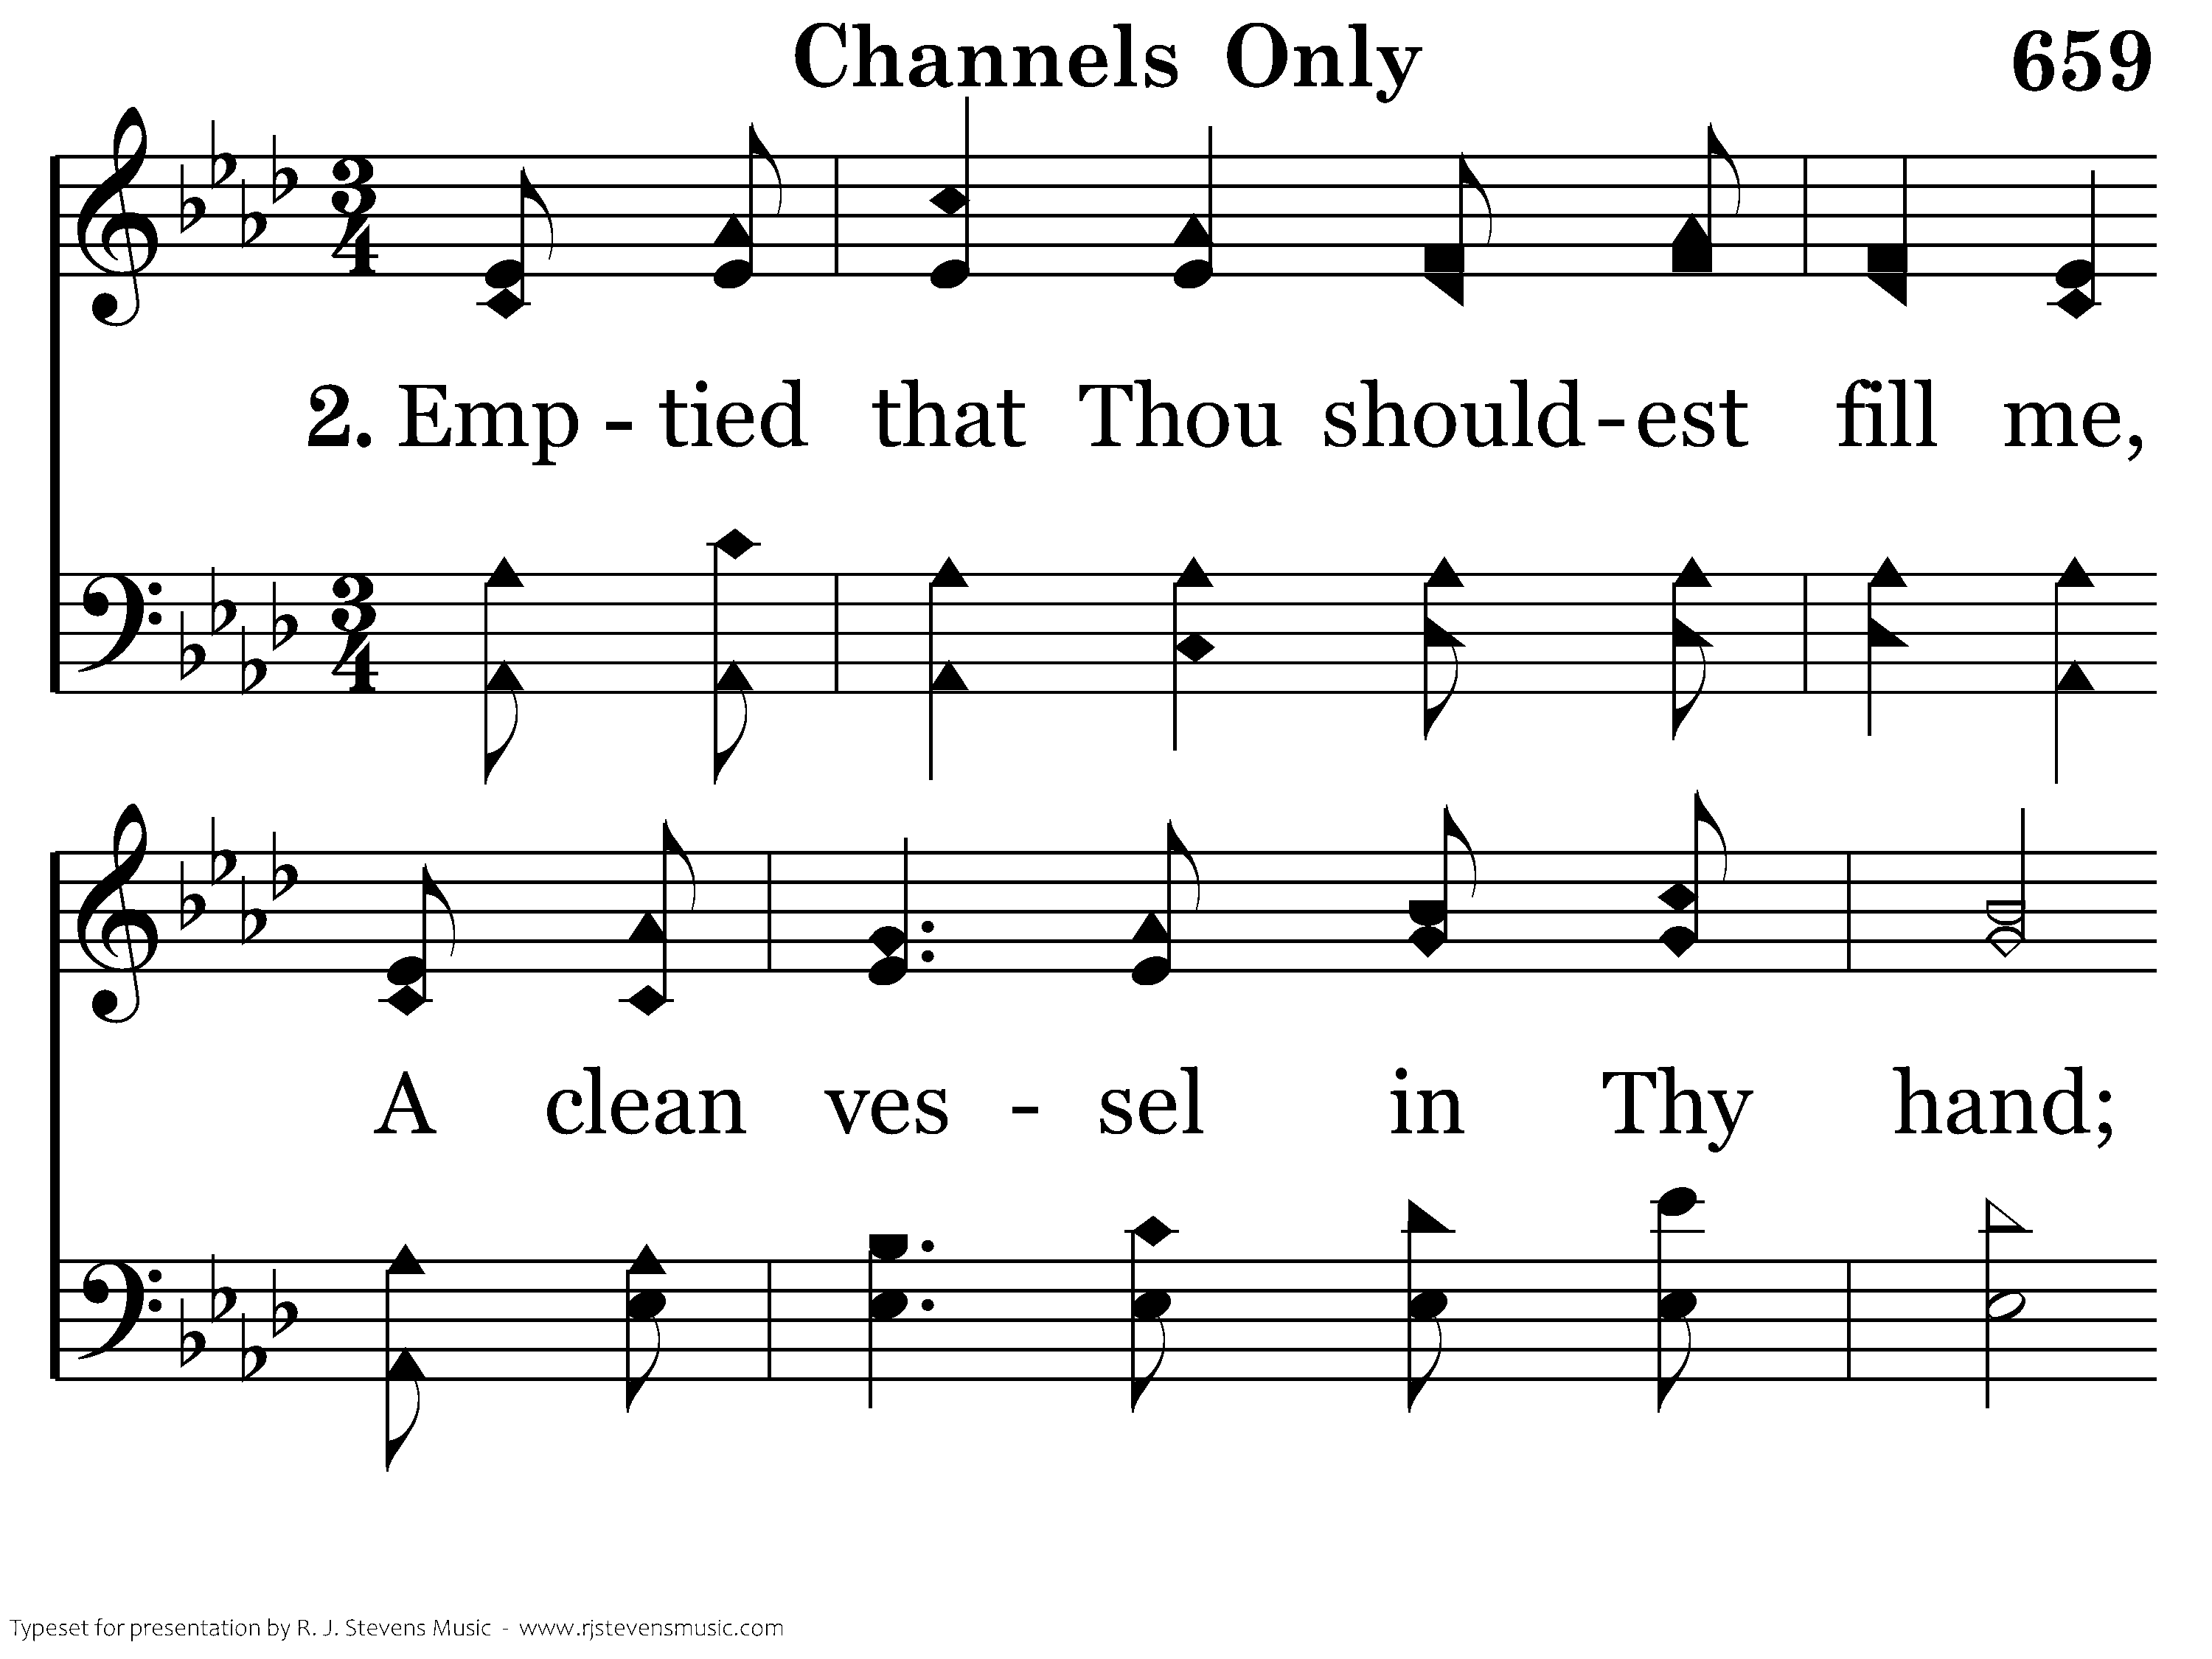 Channels Only 659
2. Emp - tied that Thou should - est fill me,
A clean ves - sel in Thy hand;
Typeset for presentation by R. J. Stevens Music - www.rjstevensmusic.com